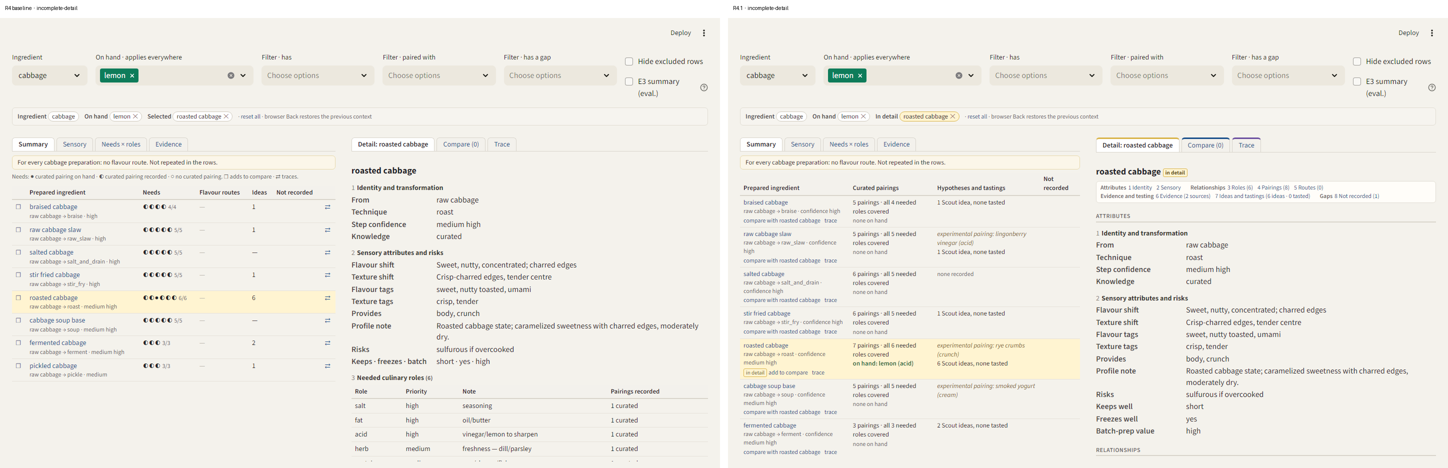 R4 baseline · incomplete-detail
Deploy
Ingredient
On hand · applies everywhere
Filter · has
Filter · paired with
Filter · has a gap
cabbage
lemon ×
Choose options
Choose options
Choose options
Hide excluded rows
E3 summary
(eval.)
Ingredient cabbage On hand lemon × Selected roasted cabbage × · reset all · browser Back restores the previous context
Summary
Sensory
Needs × roles
Evidence
For every cabbage preparation: no flavour route. Not repeated in the rows.
Needs: ● curated pairing on hand · ◐ curated pairing recorded · ○ no curated pairing. ☐ adds to compare · ⇄ traces.
Prepared ingredient Needs Flavour routes Ideas Not recorded
braised cabbage ◐◐◐◐ 4/4 — 1 ⇄
raw cabbage → braise · high
raw cabbage slaw ◐◐◐◐◐ 5/5 — 1 ⇄
raw cabbage → raw_slaw · high
salted cabbage ◐◐◐◐◐ 5/5 — — ⇄
raw cabbage → salt_and_drain · high
stir fried cabbage ◐◐◐◐◐ 5/5 — 1 ⇄
raw cabbage → stir_fry · high
roasted cabbage ◐◐●◐◐◐ 6/6 — 6 ⇄
raw cabbage → roast · medium high
cabbage soup base ◐◐◐◐◐ 5/5 — — ⇄
raw cabbage → soup · medium high
fermented cabbage ◐◐◐ 3/3 — 2 ⇄
raw cabbage → ferment · medium high
pickled cabbage ◐◐◐ 3/3 — 1 ⇄
raw cabbage → pickle · medium
Detail: roasted cabbage
Compare (0)
Trace
roasted cabbage
1 Identity and transformation
From raw cabbage
Technique roast
Step confidence medium high
Knowledge curated
2 Sensory attributes and risks
Flavour shift Sweet, nutty, concentrated; charred edges
Texture shift Crisp-charred edges, tender centre
Flavour tags sweet, nutty toasted, umami
Texture tags crisp, tender
Provides body, crunch
Profile note Roasted cabbage state; caramelized sweetness with charred edges, moderately
dry.
Risks sulfurous if overcooked
Keeps · freezes · batch short · yes · high
3 Needed culinary roles (6)
Role Priority Note Pairings recorded
salt high seasoning 1 curated
fat high oil/butter 1 curated
acid high vinegar/lemon to sharpen 1 curated
herb medium freshness — dill/parsley 1 curated
R4.1 · incomplete-detail
Deploy
Ingredient
On hand · applies everywhere
Filter · has
Filter · paired with
Filter · has a gap
cabbage
lemon ×
Choose options
Choose options
Choose options
Hide excluded rows
E3 summary
(eval.)
Ingredient cabbage On hand lemon × In detail roasted cabbage × · reset all · browser Back restores the previous context
Summary
Sensory
Needs × roles
Evidence
For every cabbage preparation: no flavour route. Not repeated in the rows.
Prepared ingredient Curated pairings Hypotheses and tastings Not
recorded
braised cabbage 5 pairings · all 4 needed 1 Scout idea, none tasted
raw cabbage → braise · confidence high roles covered
compare with roasted cabbage trace none on hand
raw cabbage slaw 5 pairings · all 5 needed experimental pairing: lingonberry
raw cabbage → raw_slaw · confidence roles covered vinegar (acid)
high none on hand 1 Scout idea, none tasted
compare with roasted cabbage trace
salted cabbage 6 pairings · all 5 needed none recorded
raw cabbage → salt_and_drain · roles covered
confidence high none on hand
compare with roasted cabbage trace
stir fried cabbage 6 pairings · all 5 needed 1 Scout idea, none tasted
raw cabbage → stir_fry · confidence high roles covered
compare with roasted cabbage trace none on hand
roasted cabbage 7 pairings · all 6 needed experimental pairing: rye crumbs
raw cabbage → roast · confidence roles covered (crunch)
medium high on hand: lemon (acid) 6 Scout ideas, none tasted
in detail add to compare trace
cabbage soup base 5 pairings · all 5 needed experimental pairing: smoked yogurt
raw cabbage → soup · confidence roles covered (cream)
medium high none on hand
compare with roasted cabbage trace
fermented cabbage 3 pairings · all 3 needed 2 Scout ideas, none tasted
raw cabbage → ferment · confidence roles covered
medium high none on hand
compare with roasted cabbage trace
Detail: roasted cabbage
Compare (0)
Trace
roasted cabbage in detail
Attributes 1 Identity 2 Sensory Relationships 3 Roles (6) 4 Pairings (8) 5 Routes (0)
Evidence and testing 6 Evidence (2 sources) 7 Ideas and tastings (6 ideas · 0 tasted) Gaps 8 Not recorded (1)
ATTRIBUTES
1 Identity and transformation
From raw cabbage
Technique roast
Step confidence medium high
Knowledge curated
2 Sensory attributes and risks
Flavour shift Sweet, nutty, concentrated; charred edges
Texture shift Crisp-charred edges, tender centre
Flavour tags sweet, nutty toasted, umami
Texture tags crisp, tender
Provides body, crunch
Profile note Roasted cabbage state; caramelized sweetness with charred edges,
moderately dry.
Risks sulfurous if overcooked
Keeps well short
Freezes well yes
Batch-prep value high
RELATIONSHIPS